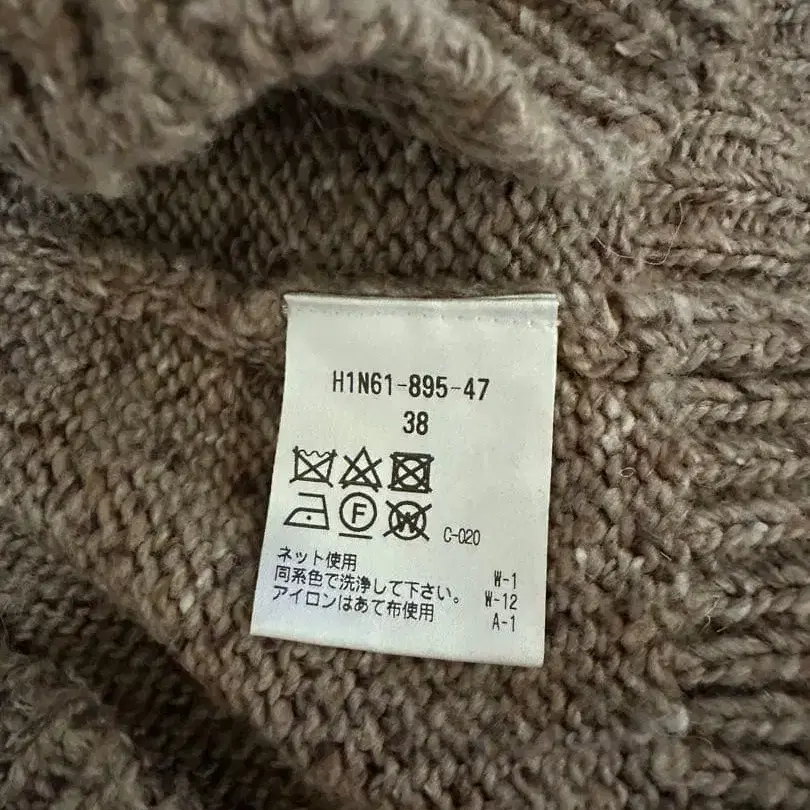 H1N61-895-47
38
F W C-020
ネット使用 W-1
同系色で洗浄して下さい。 W-12
アイロンはあて布使用 A-1